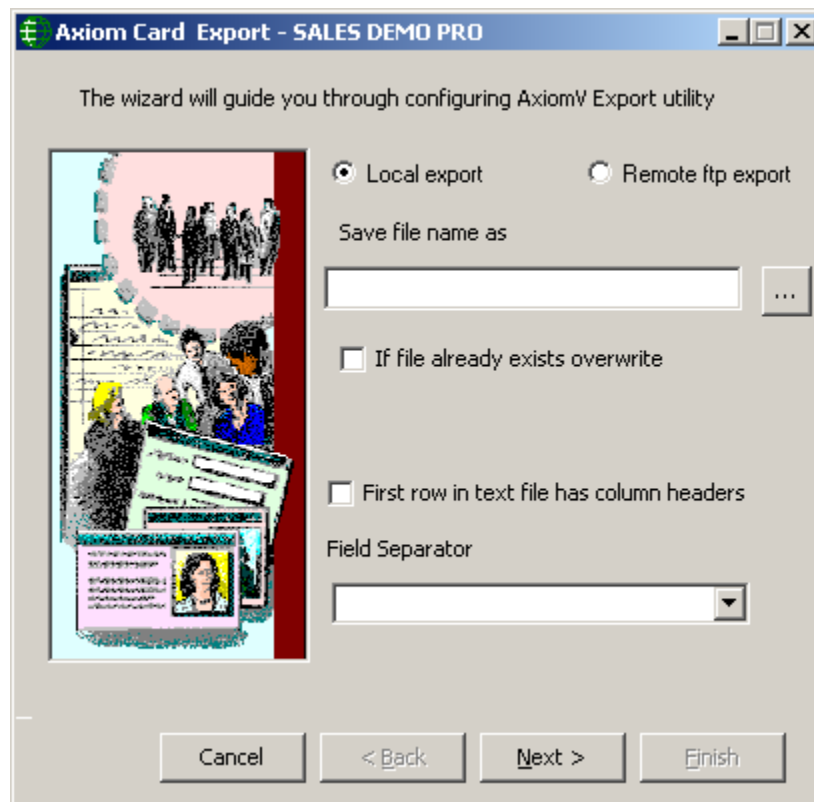 Axiom Card Export - SALES DEMO PRO
The wizard will guide you through configuring AxiomV Export utility
Local export Remote ftp export
Save file name as
...
If file already exists overwrite
First row in text file has column headers
Field Separator
Cancel < Back Next > Finish